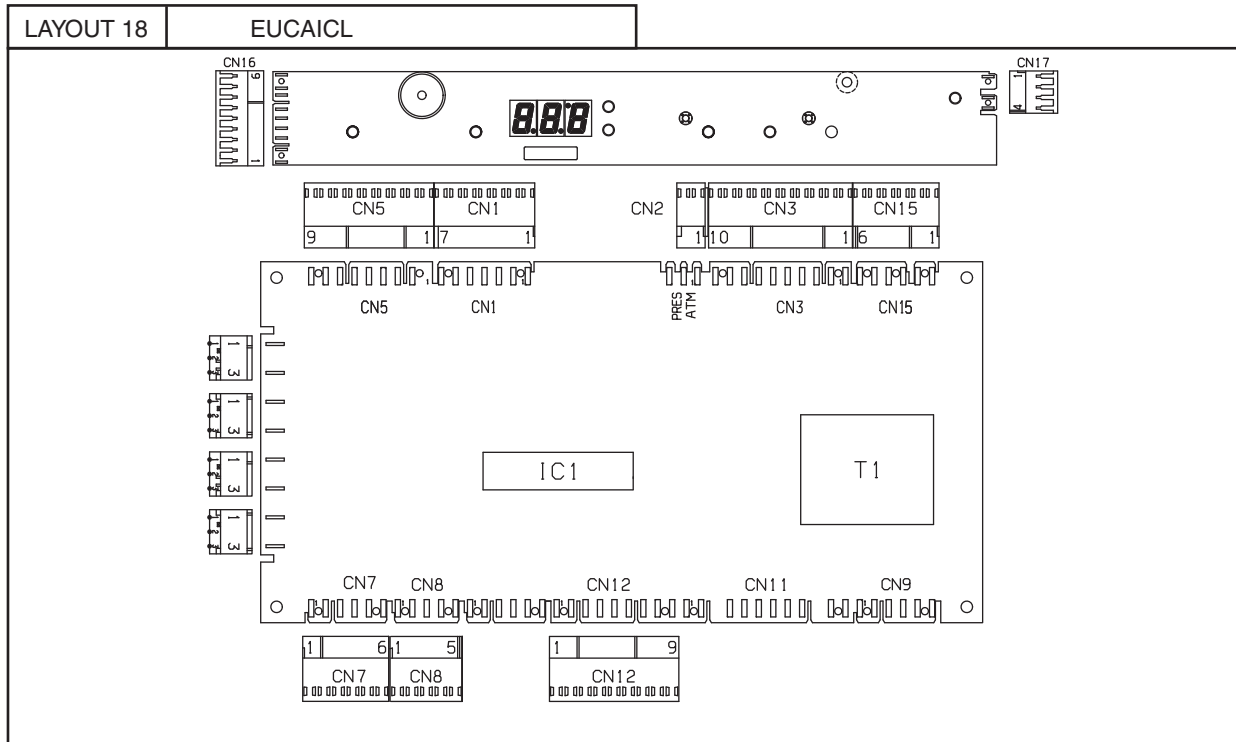 LAYOUT 18 EUCAICL
CN16 CN17
9 1
1 4
8.8.8
CN5 CN1 CN2 CN3 CN15
9 1 7 1 1 10 1 6 1
CN5 CN1 PRES ATM CN3 CN15
1 3
1 3
1 3
1 3
IC1 T1
CN7 CN8 CN12 CN11 CN9
1 6 1 5 1 9
CN7 CN8 CN12